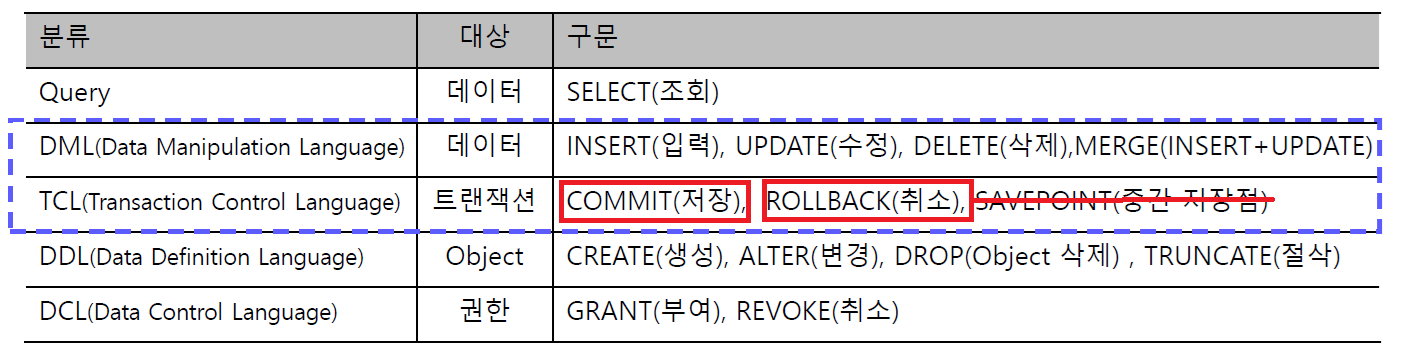 분류 대상 구문
Query 데이터 SELECT(조회)
DML(Data Manipulation Language) 데이터 INSERT(입력), UPDATE(수정), DELETE(삭제),MERGE(INSERT+UPDATE)
TCL(Transaction Control Language) 트랜잭션 COMMIT(저장), ROLLBACK(취소), SAVEPOINT(중간 저장점)
DDL(Data Definition Language) Object CREATE(생성), ALTER(변경), DROP(Object 삭제) , TRUNCATE(절삭)
DCL(Data Control Language) 권한 GRANT(부여), REVOKE(취소)